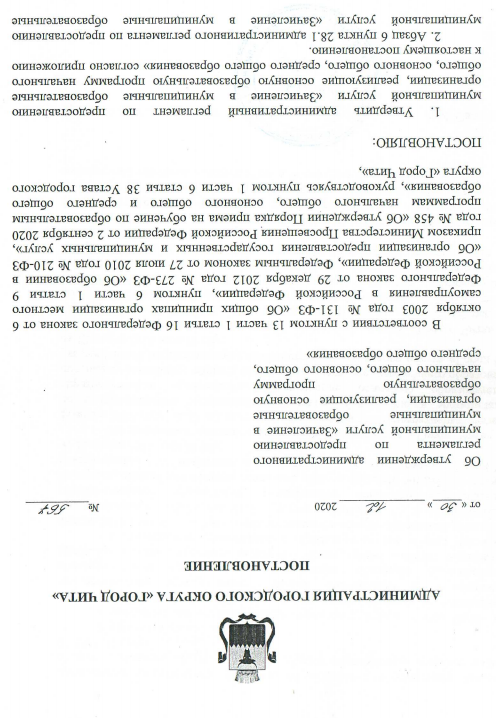 АДМИНИСТРАЦИЯ ГОРОДСКОГО ОКРУГА «ГОРОД ЧИТА»
ПОСТАНОВЛЕНИЕ
от « 30 » 12 2020 № 567
Об утверждении административного
регламента по предоставлению
муниципальной услуги «Зачисление в
муниципальные образовательные
организации, реализующие основную
образовательную программу
начального общего, основного общего,
среднего общего образования»
В соответствии с пунктом 13 части 1 статьи 16 Федерального закона от 6
октября 2003 года № 131-ФЗ «Об общих принципах организации местного
самоуправления в Российской Федерации», пунктом 6 части 1 статьи 9
Федерального закона от 29 декабря 2012 года № 273-ФЗ «Об образовании в
Российской Федерации», Федеральным законом от 27 июля 2010 года № 210-ФЗ
«Об организации предоставления государственных и муниципальных услуг»,
приказом Министерства Просвещения Российской Федерации от 2 сентября 2020
года № 458 «Об утверждении Порядка приема на обучение по образовательным
программам начального общего, основного общего и среднего общего
образования», руководствуясь пунктом 1 части 6 статьи 38 Устава городского
округа «Город Чита»,
ПОСТАНОВЛЯЮ:
1. Утвердить административный регламент по предоставлению
муниципальной услуги «Зачисление в муниципальные образовательные
организации, реализующие основную образовательную программу начального
общего, основного общего, среднего общего образования» согласно приложению
к настоящему постановлению.
2. Абзац 6 пункта 28.1 административного регламента по предоставлению
муниципальной услуги «Зачисление в муниципальные образовательные